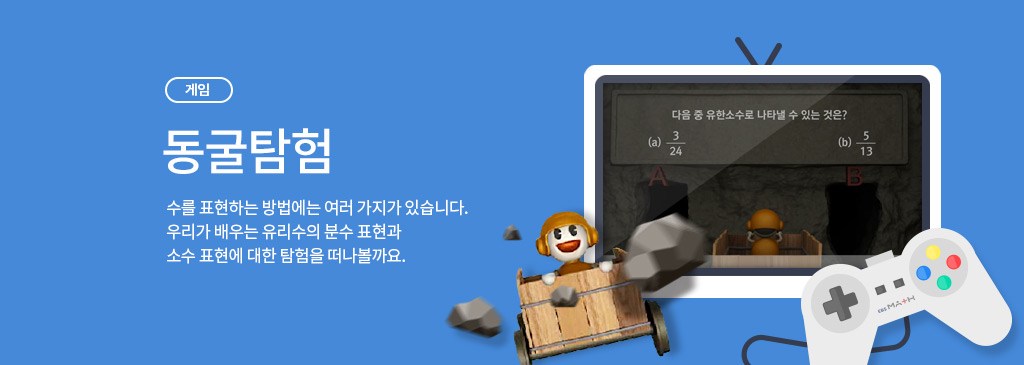 게임
동굴탐험
수를 표현하는 방법에는 여러 가지가 있습니다.
우리가 배우는 유리수의 분수 표현과
소수 표현에 대한 탐험을 떠나볼까요.
다음 중 유한소수로 나타낼 수 있는 것은?
(a) 3/24 (b) 5/13
A B
EBS MATH